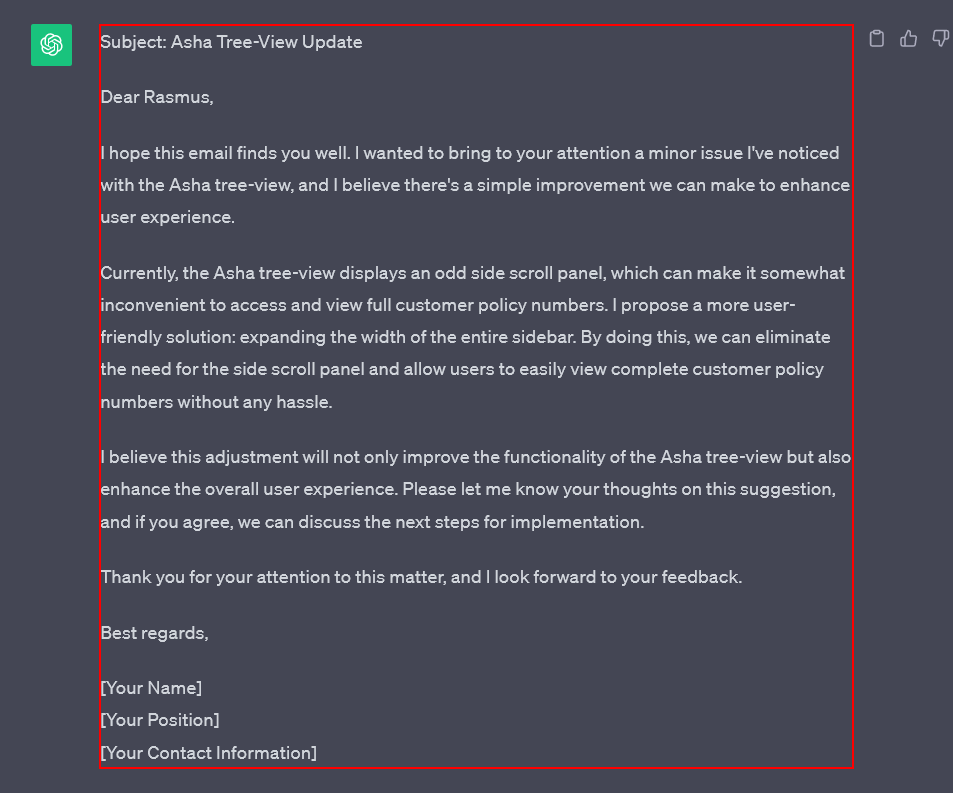 Subject: Asha Tree-View Update
Dear Rasmus,
I hope this email finds you well. I wanted to bring to your attention a minor issue I've noticed
with the Asha tree-view, and I believe there's a simple improvement we can make to enhance
user experience.
Currently, the Asha tree-view displays an odd side scroll panel, which can make it somewhat
inconvenient to access and view full customer policy numbers. I propose a more user-
friendly solution: expanding the width of the entire sidebar. By doing this, we can eliminate
the need for the side scroll panel and allow users to easily view complete customer policy
numbers without any hassle.
I believe this adjustment will not only improve the functionality of the Asha tree-view but also
enhance the overall user experience. Please let me know your thoughts on this suggestion,
and if you agree, we can discuss the next steps for implementation.
Thank you for your attention to this matter, and I look forward to your feedback.
Best regards,
[Your Name]
[Your Position]
[Your Contact Information]